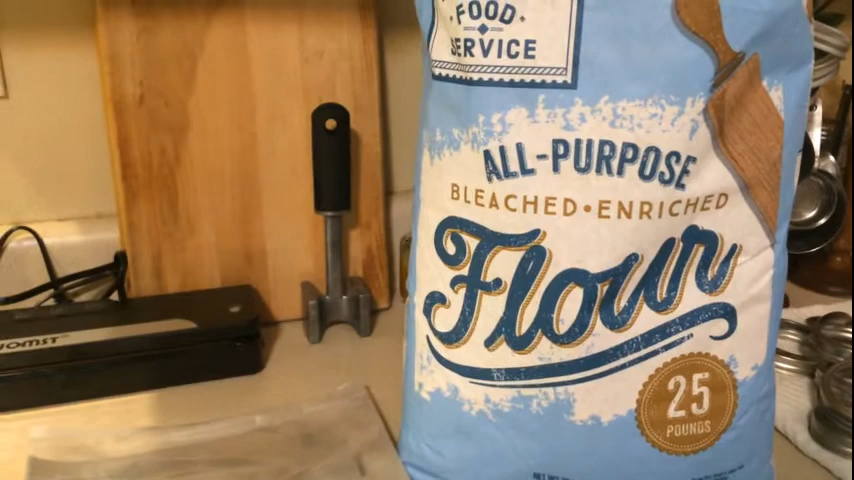 FOOD
SERVICE
ALL-PURPOSE
BLEACHED•ENRICHED
Flour
25
POUNDS